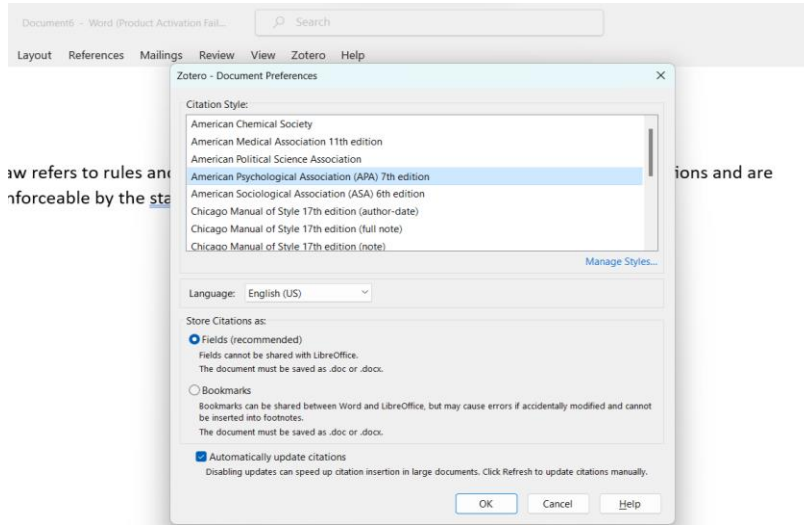 Document6 - Word (Product Activation Fail...
Search
Layout References Mailings Review View Zotero Help
Zotero - Document Preferences
Citation Style:
American Chemical Society
American Medical Association 11th edition
American Political Science Association
American Psychological Association (APA) 7th edition
American Sociological Association (ASA) 6th edition
Chicago Manual of Style 17th edition (author-date)
Chicago Manual of Style 17th edition (full note)
Chicago Manual of Style 17th edition (note)
Manage Styles...
aw refers to rules and ions and are
nforceable by the sta
Language: English (US)
Store Citations as:
Fields (recommended)
Fields cannot be shared with LibreOffice.
The document must be saved as .doc or .docx.
Bookmarks
Bookmarks can be shared between Word and LibreOffice, but may cause errors if accidentally modified and cannot
be inserted into footnotes.
The document must be saved as .doc or .docx.
Automatically update citations
Disabling updates can speed up citation insertion in large documents. Click Refresh to update citations manually.
OK Cancel Help